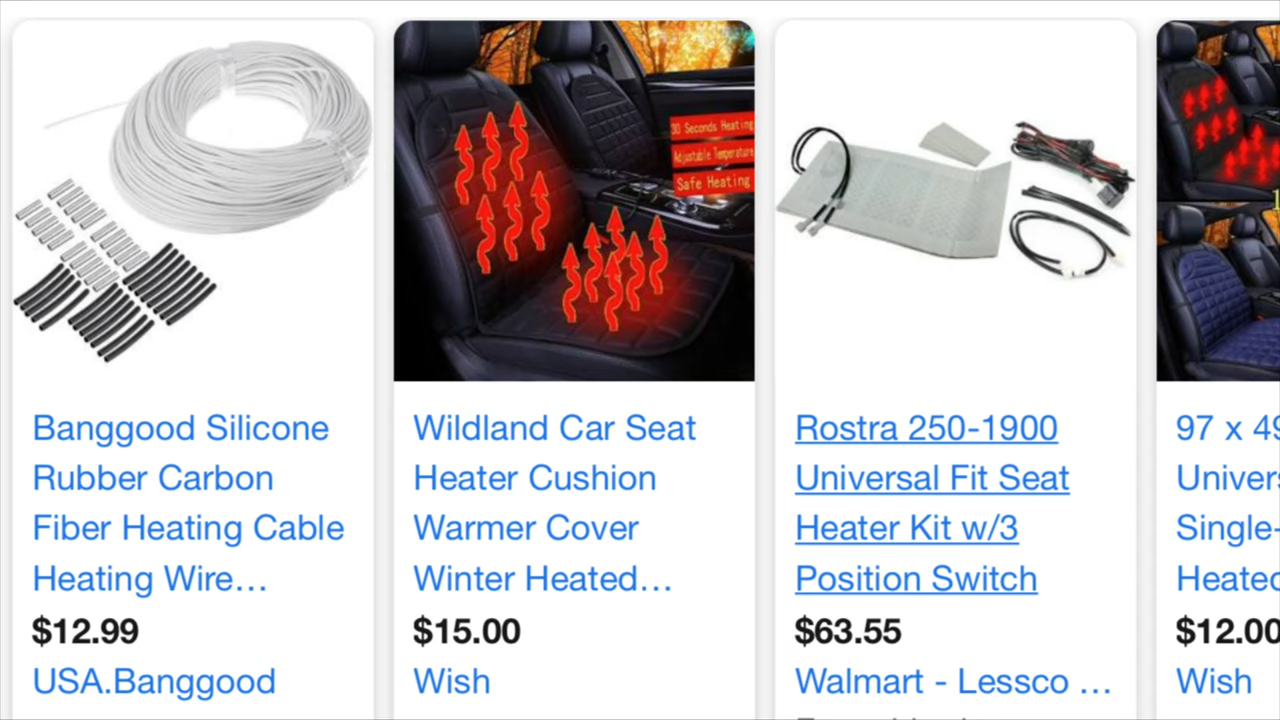 30 Seconds Heating
Adjustable Temperature
Safe Heating
Banggood Silicone
Rubber Carbon
Fiber Heating Cable
Heating Wire…
$12.99
USA.Banggood
Wildland Car Seat
Heater Cushion
Warmer Cover
Winter Heated…
$15.00
Wish
Rostra 250-1900
Universal Fit Seat
Heater Kit w/3
Position Switch
$63.55
Walmart - Lessco …
97 x 49
Univers
Single-
Heated
$12.00
Wish